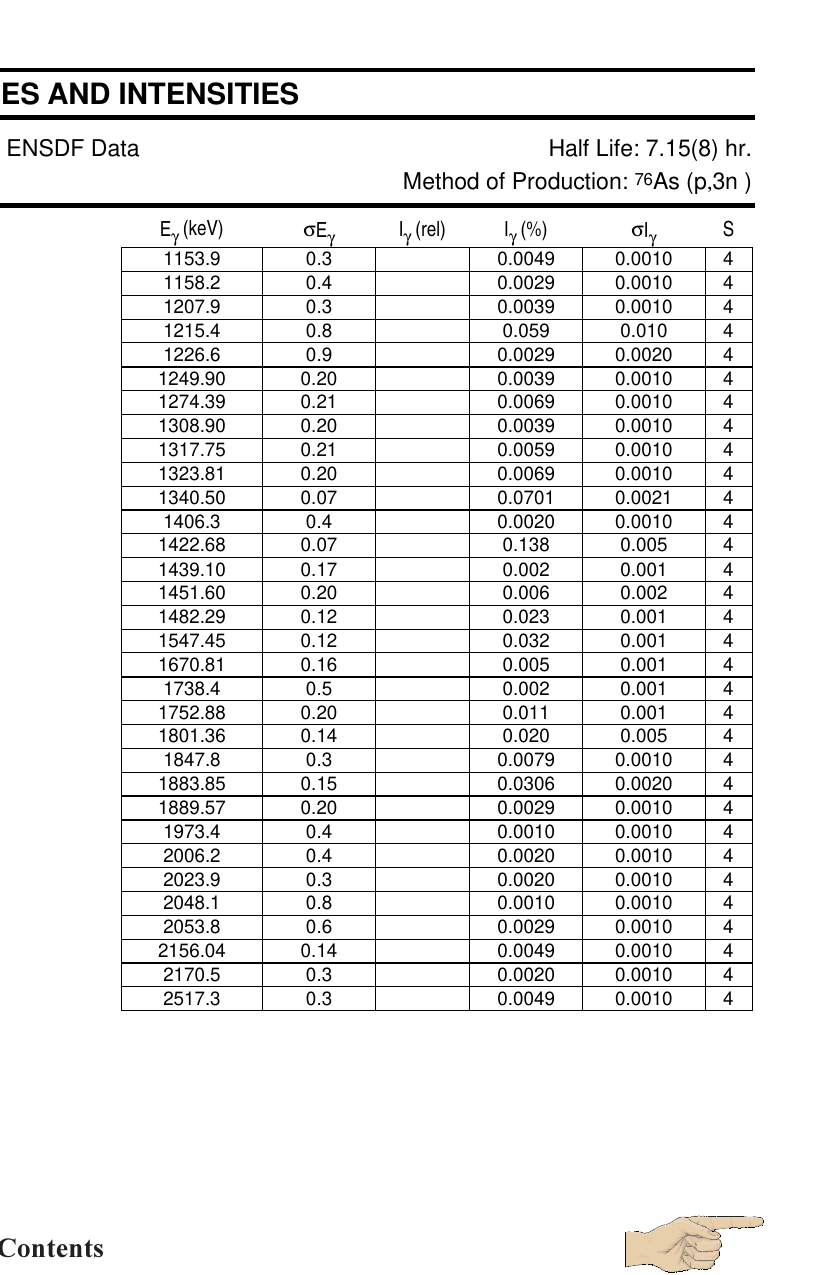 ES AND INTENSITIES
ENSDF Data Half Life: 7.15(8) hr.
Method of Production: 76As (p,3n )
Eγ (keV) σEγ Iγ (rel) Iγ (%) σIγ S
1153.9 0.3 0.0049 0.0010 4
1158.2 0.4 0.0029 0.0010 4
1207.9 0.3 0.0039 0.0010 4
1215.4 0.8 0.059 0.010 4
1226.6 0.9 0.0029 0.0020 4
1249.90 0.20 0.0039 0.0010 4
1274.39 0.21 0.0069 0.0010 4
1308.90 0.20 0.0039 0.0010 4
1317.75 0.21 0.0059 0.0010 4
1323.81 0.20 0.0069 0.0010 4
1340.50 0.07 0.0701 0.0021 4
1406.3 0.4 0.0020 0.0010 4
1422.68 0.07 0.138 0.005 4
1439.10 0.17 0.002 0.001 4
1451.60 0.20 0.006 0.002 4
1482.29 0.12 0.023 0.001 4
1547.45 0.12 0.032 0.001 4
1670.81 0.16 0.005 0.001 4
1738.4 0.5 0.002 0.001 4
1752.88 0.20 0.011 0.001 4
1801.36 0.14 0.020 0.005 4
1847.8 0.3 0.0079 0.0010 4
1883.85 0.15 0.0306 0.0020 4
1889.57 0.20 0.0029 0.0010 4
1973.4 0.4 0.0010 0.0010 4
2006.2 0.4 0.0020 0.0010 4
2023.9 0.3 0.0020 0.0010 4
2048.1 0.8 0.0010 0.0010 4
2053.8 0.6 0.0029 0.0010 4
2156.04 0.14 0.0049 0.0010 4
2170.5 0.3 0.0020 0.0010 4
2517.3 0.3 0.0049 0.0010 4
Contents